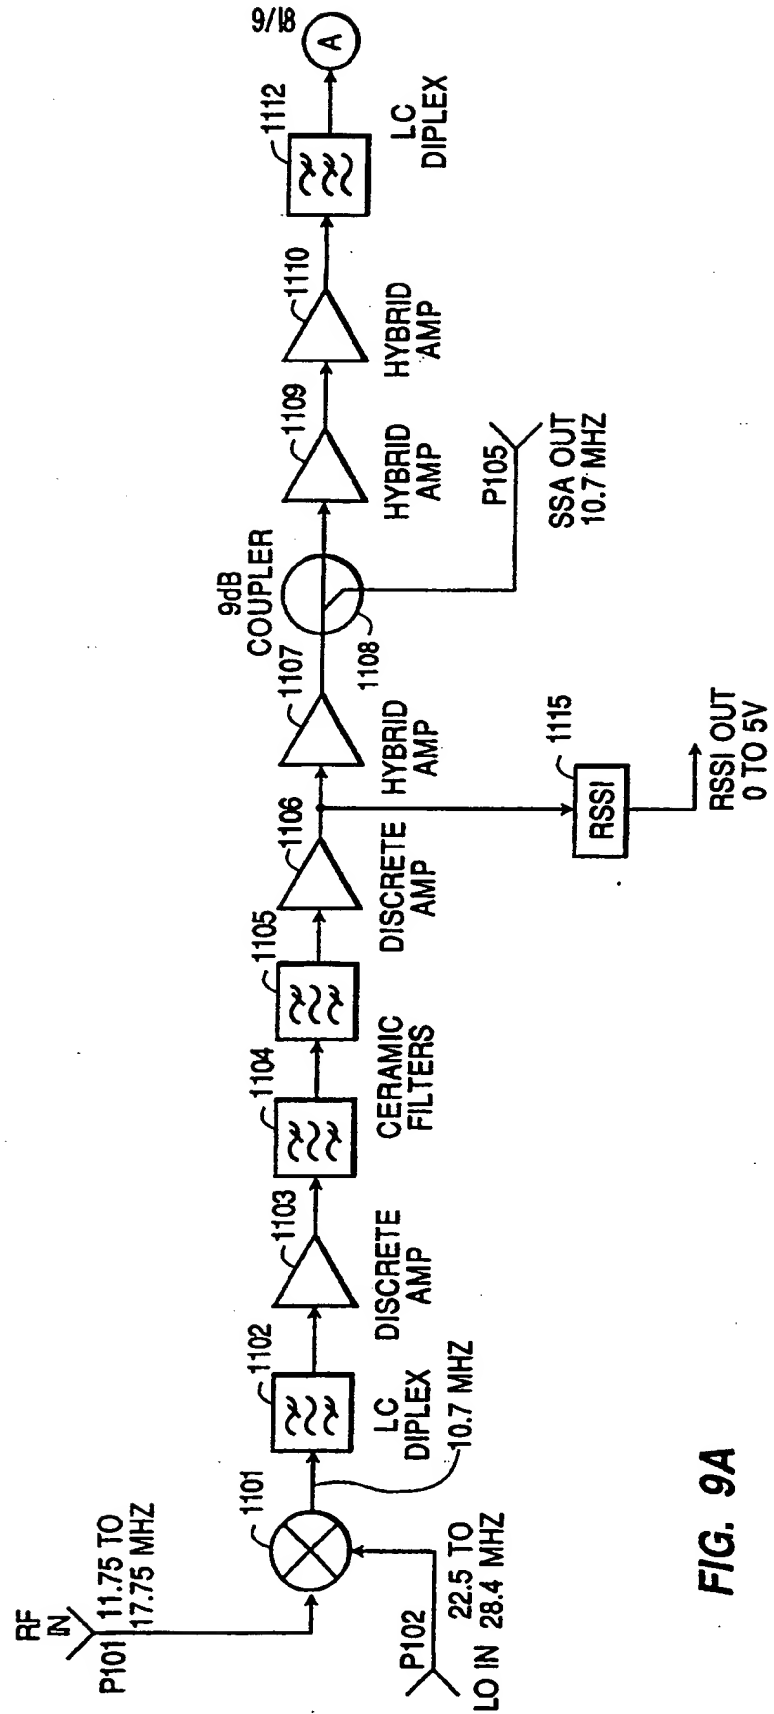 9/18
RF
IN
P101
11.75 TO
17.75 MHZ
P102
LO IN
22.5 TO
28.4 MHZ
1101
10.7 MHZ
1102
LC
DIPLEX
1103
DISCRETE
AMP
1104
1105
CERAMIC
FILTERS
1106
DISCRETE
AMP
1115
RSSI
RSSI OUT
0 TO 5V
1107
HYBRID
AMP
9dB
COUPLER
1108
P105
SSA OUT
10.7 MHZ
1109
HYBRID
AMP
1110
HYBRID
AMP
1112
LC
DIPLEX
A
FIG. 9A